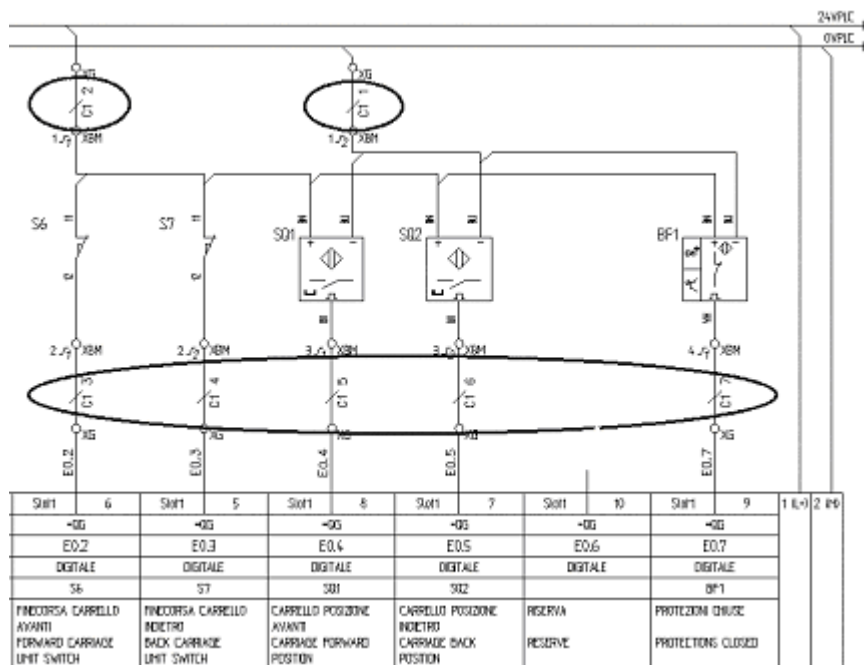 24VPLC
0VPLC
XG XG
C1 2 C1 1
1 XBM 1 XBM
S6 11 S7 11 SQ1 + - SQ2 + - BP1 + -
12 12
2 XBM 2 XBM 3 XBM 3 XBM 4 XBM
C1 3 C1 4 C1 5 C1 6 C1 7
XG XG XG XG XG
E0.2 E0.3 E0.4 E0.5 E0.7
Slot1 6 Slot1 5 Slot1 8 Slot1 7 Slot1 10 Slot1 9 1 (L+) 2 (M)
E0.2 E0.3 E0.4 E0.5 E0.6 E0.7
DIGITALE DIGITALE DIGITALE DIGITALE DIGITALE DIGITALE
S6 S7 SQ1 SQ2 BP1
FINECORSA CARRELLO FINECORSA CARRELLO CARRELLO POSIZIONE CARRELLO POSIZIONE RISERVA PROTEZIONI CHIUSE
AVANTI INDIETRO AVANTI INDIETRO
FORWARD CARRIAGE BACK CARRIAGE CARRIAGE FORWARD CARRIAGE BACK RESERVE PROTECTIONS CLOSED
LIMIT SWITCH LIMIT SWITCH POSITION POSITION